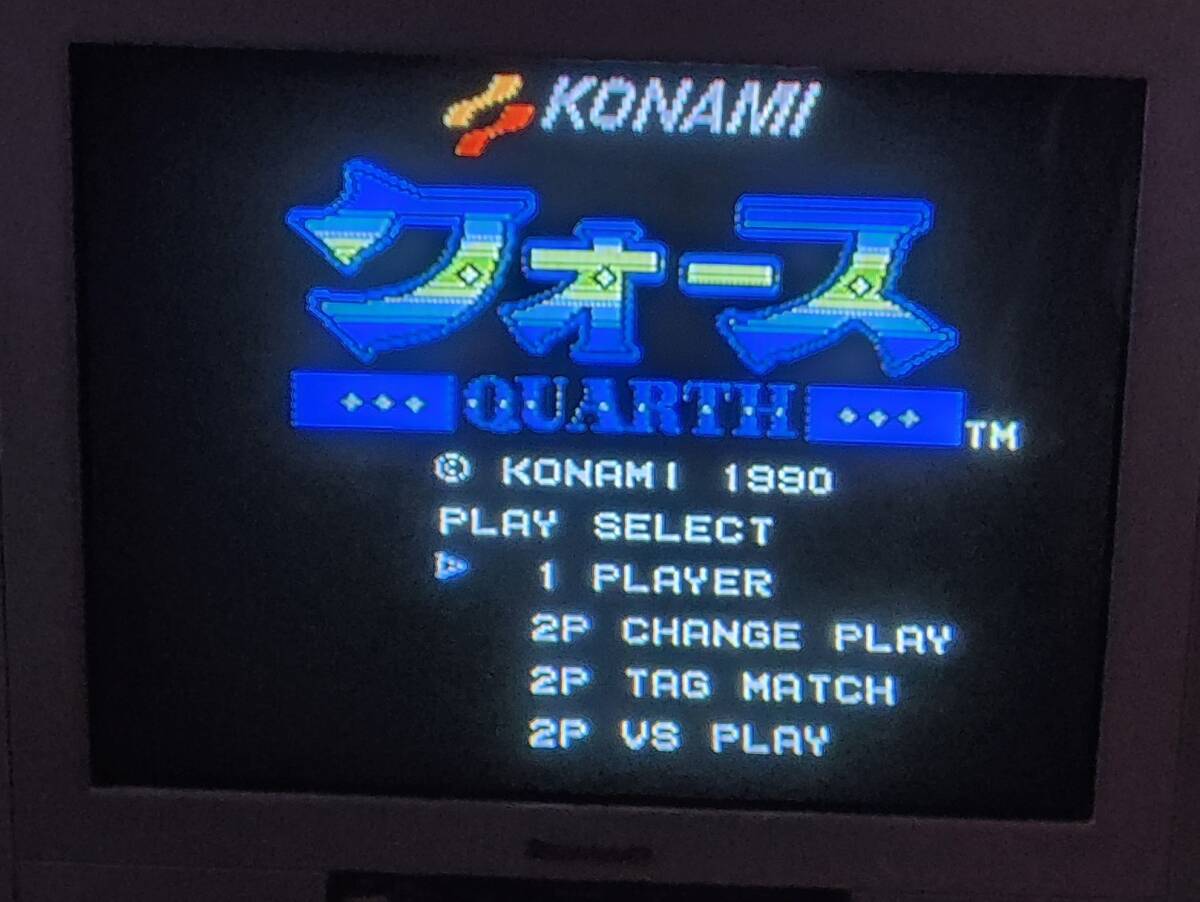 KONAMI
クォース
QUARTH TM
© KONAMI 1990
PLAY SELECT
1 PLAYER
2P CHANGE PLAY
2P TAG MATCH
2P VS PLAY